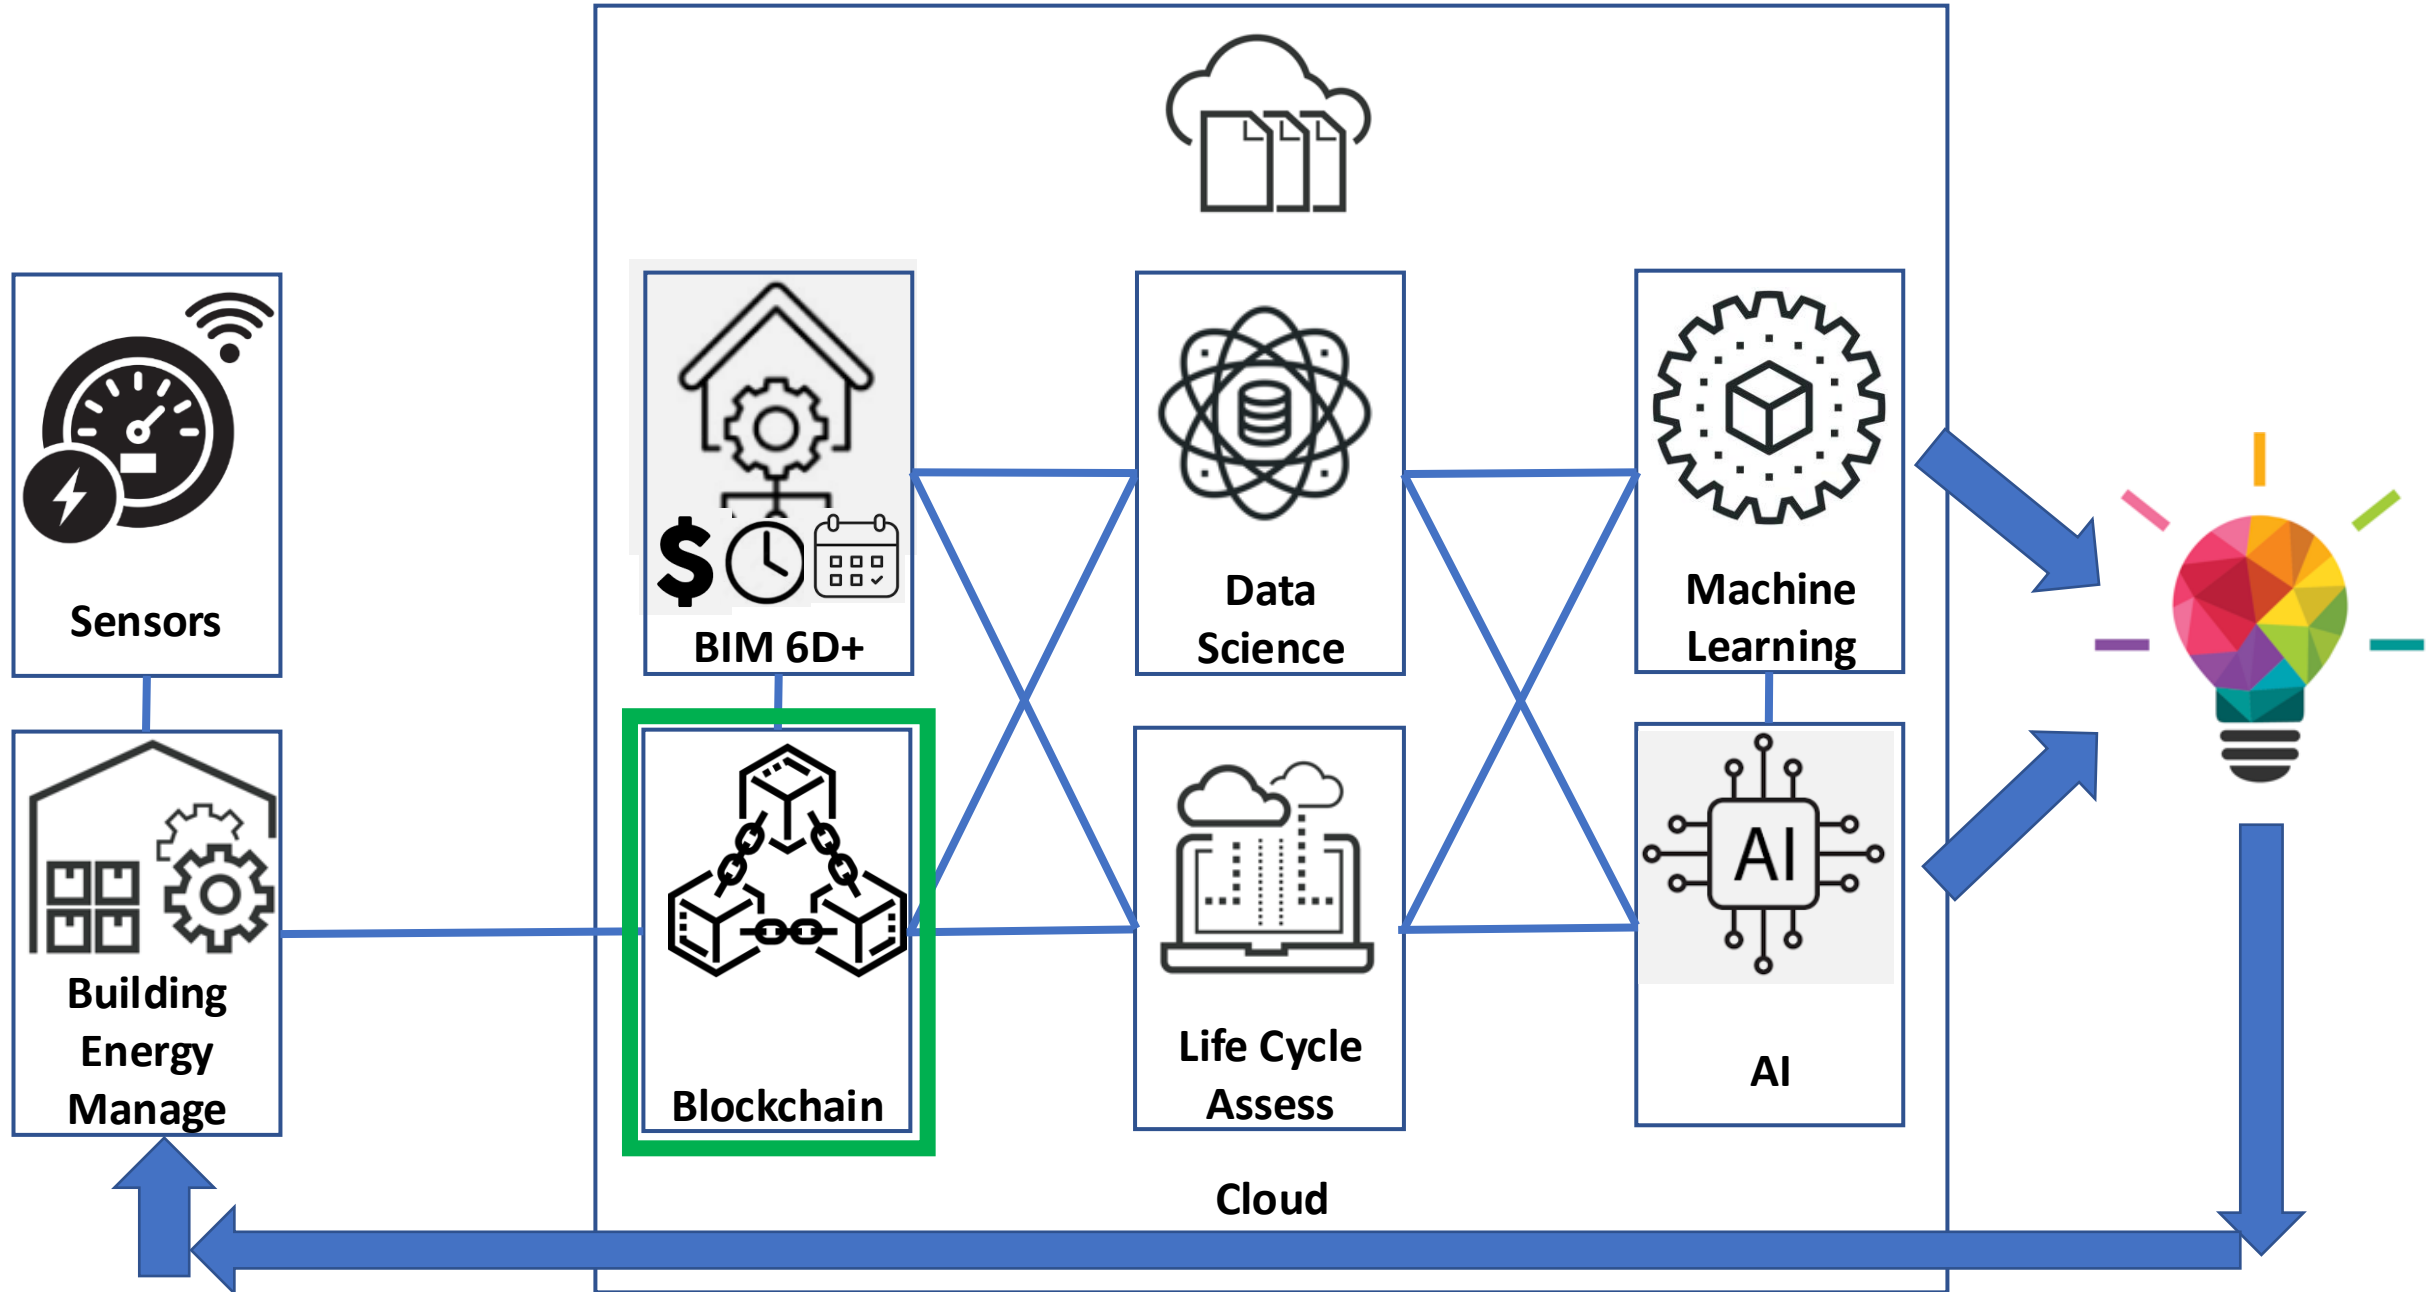 Sensors
Building
Energy
Manage
$
BIM 6D+
Blockchain
Data
Science
Life Cycle
Assess
Machine
Learning
AI
AI
Cloud